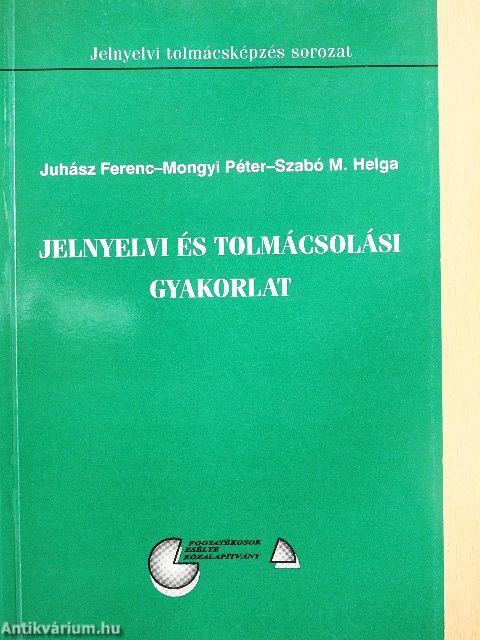 Jelnyelvi tolmácsképzés sorozat
Juhász Ferenc–Mongyi Péter–Szabó M. Helga
JELNYELVI ÉS TOLMÁCSOLÁSI
GYAKORLAT
FOGYATÉKOSOK
ESÉLYE
KÖZALAPÍTVÁNY
Antikvárium.hu